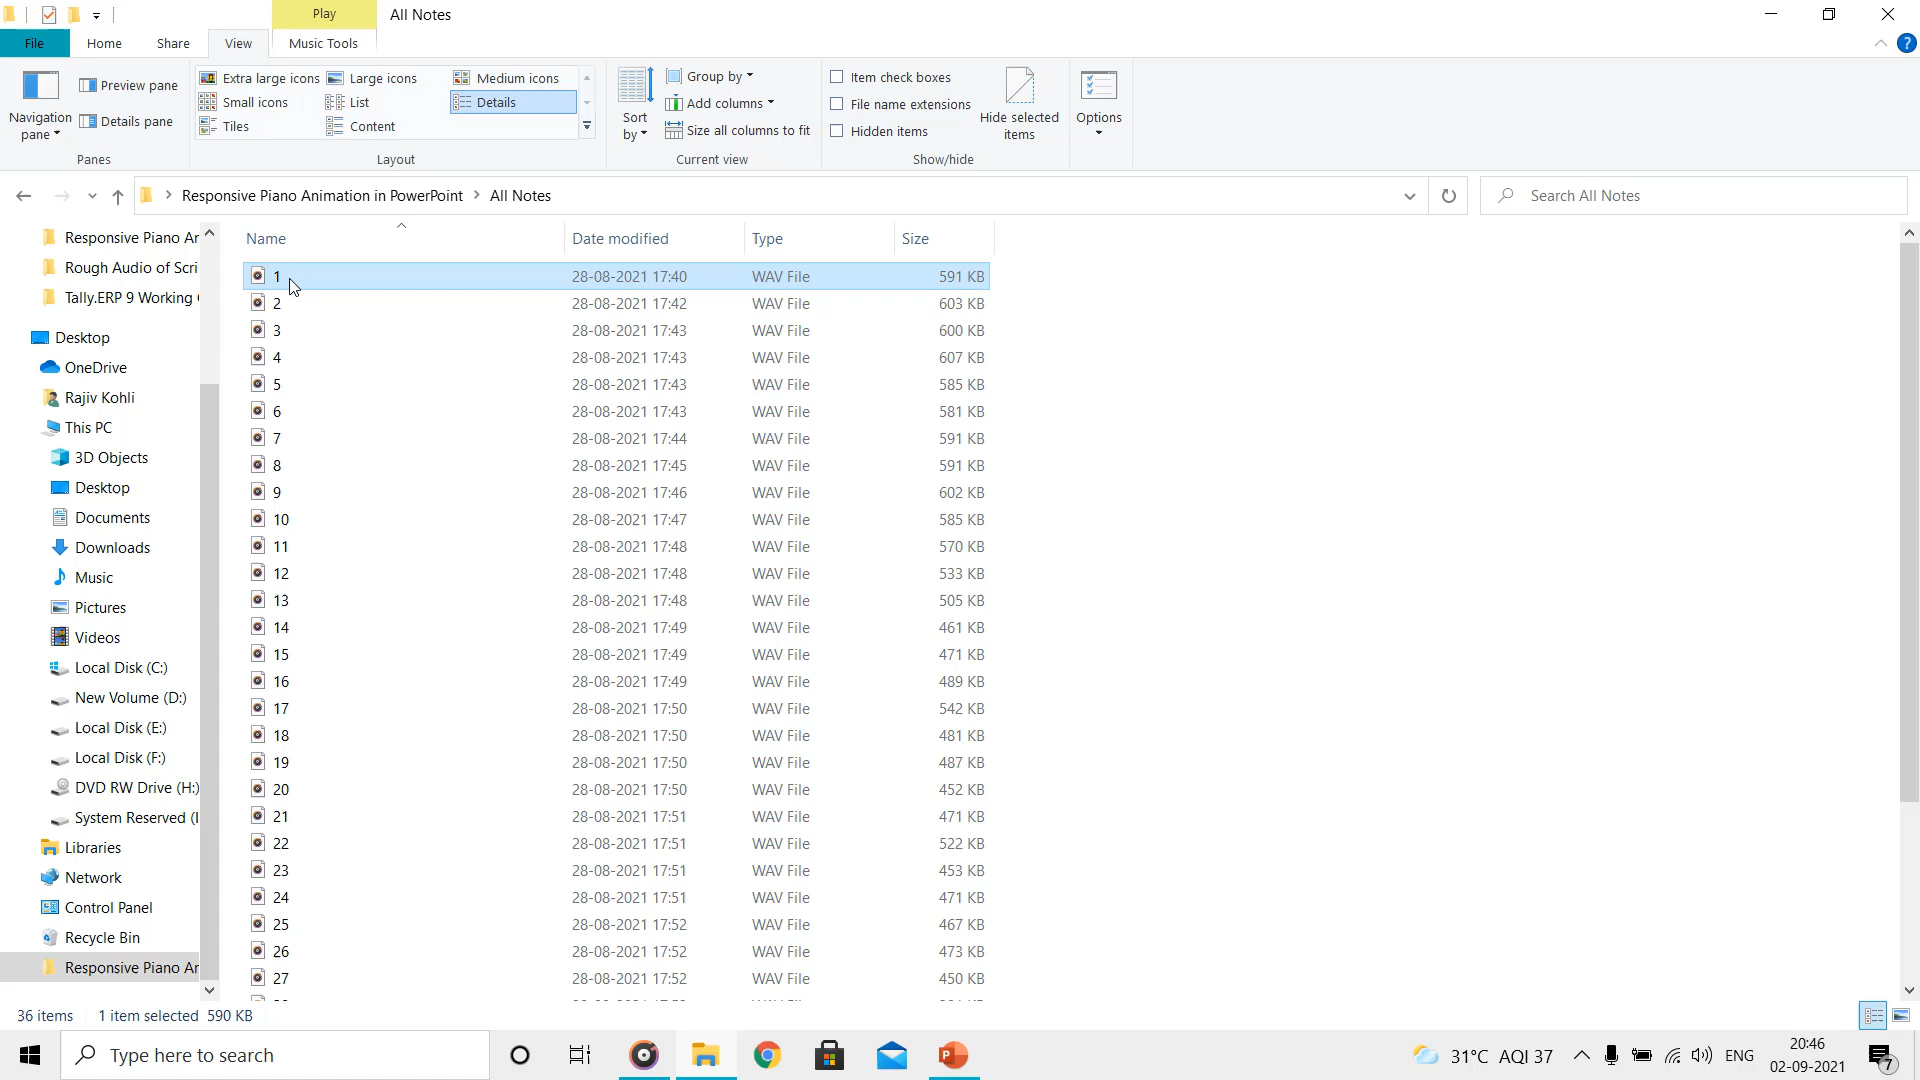 Play
All Notes
File
Home
Share
View
Music Tools
Navigation pane
Preview pane
Details pane
Panes
Extra large icons
Large icons
Medium icons
Small icons
List
Details
Tiles
Content
Layout
Sort by
Group by
Add columns
Size all columns to fit
Current view
Item check boxes
File name extensions
Hidden items
Hide selected items
Show/hide
Options
Responsive Piano Animation in PowerPoint > All Notes
Search All Notes
Responsive Piano Ar
Rough Audio of Scri
Tally.ERP 9 Working
Desktop
OneDrive
Rajiv Kohli
This PC
3D Objects
Desktop
Documents
Downloads
Music
Pictures
Videos
Local Disk (C:)
New Volume (D:)
Local Disk (E:)
Local Disk (F:)
DVD RW Drive (H:)
System Reserved (I
Libraries
Network
Control Panel
Recycle Bin
Responsive Piano Ar
Name Date modified Type Size
1 28-08-2021 17:40 WAV File 591 KB
2 28-08-2021 17:42 WAV File 603 KB
3 28-08-2021 17:43 WAV File 600 KB
4 28-08-2021 17:43 WAV File 607 KB
5 28-08-2021 17:43 WAV File 585 KB
6 28-08-2021 17:43 WAV File 581 KB
7 28-08-2021 17:44 WAV File 591 KB
8 28-08-2021 17:45 WAV File 591 KB
9 28-08-2021 17:46 WAV File 602 KB
10 28-08-2021 17:47 WAV File 585 KB
11 28-08-2021 17:48 WAV File 570 KB
12 28-08-2021 17:48 WAV File 533 KB
13 28-08-2021 17:48 WAV File 505 KB
14 28-08-2021 17:49 WAV File 461 KB
15 28-08-2021 17:49 WAV File 471 KB
16 28-08-2021 17:49 WAV File 489 KB
17 28-08-2021 17:50 WAV File 542 KB
18 28-08-2021 17:50 WAV File 481 KB
19 28-08-2021 17:50 WAV File 487 KB
20 28-08-2021 17:50 WAV File 452 KB
21 28-08-2021 17:51 WAV File 471 KB
22 28-08-2021 17:51 WAV File 522 KB
23 28-08-2021 17:51 WAV File 453 KB
24 28-08-2021 17:51 WAV File 471 KB
25 28-08-2021 17:52 WAV File 467 KB
26 28-08-2021 17:52 WAV File 473 KB
27 28-08-2021 17:52 WAV File 450 KB
36 items 1 item selected 590 KB
Type here to search
31°C AQI 37
ENG
20:46
02-09-2021
7